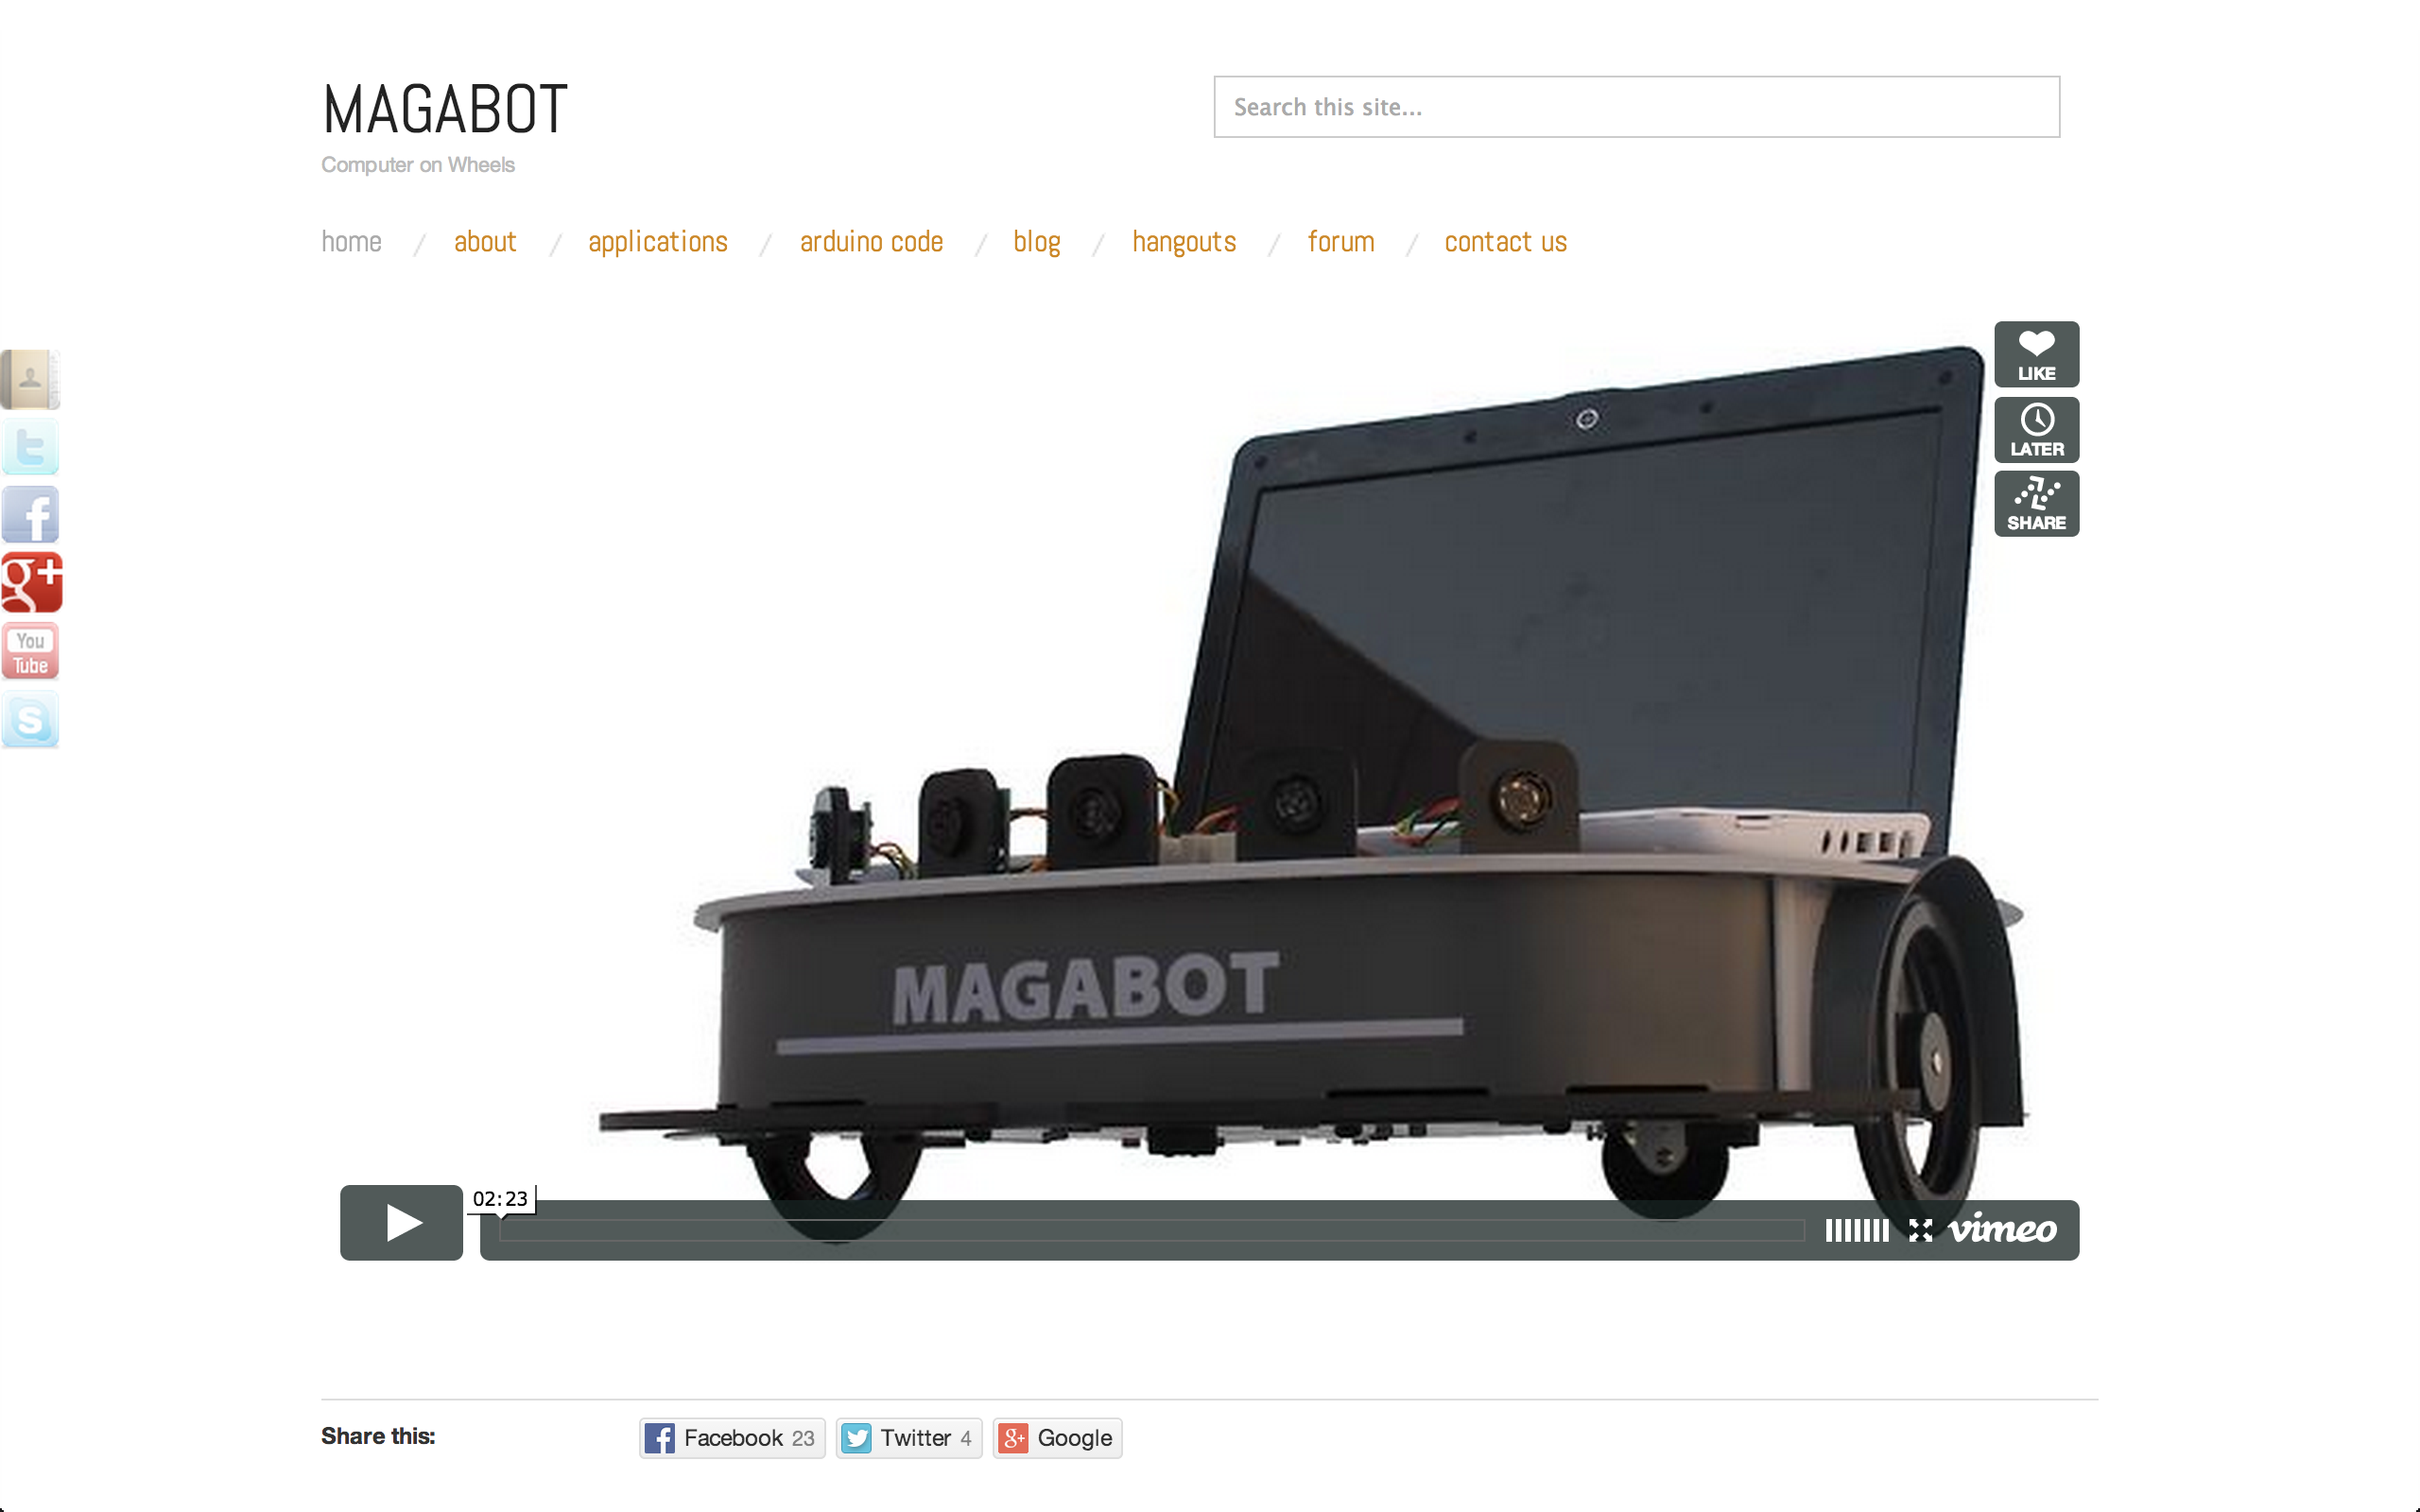 MAGABOT
Search this site...
Computer on Wheels
home / about / applications / arduino code / blog / hangouts / forum / contact us
LIKE
LATER
SHARE
t
f
g+
You
Tube
S
MAGABOT
02:23
vimeo
Share this:
Facebook 23
Twitter 4
Google